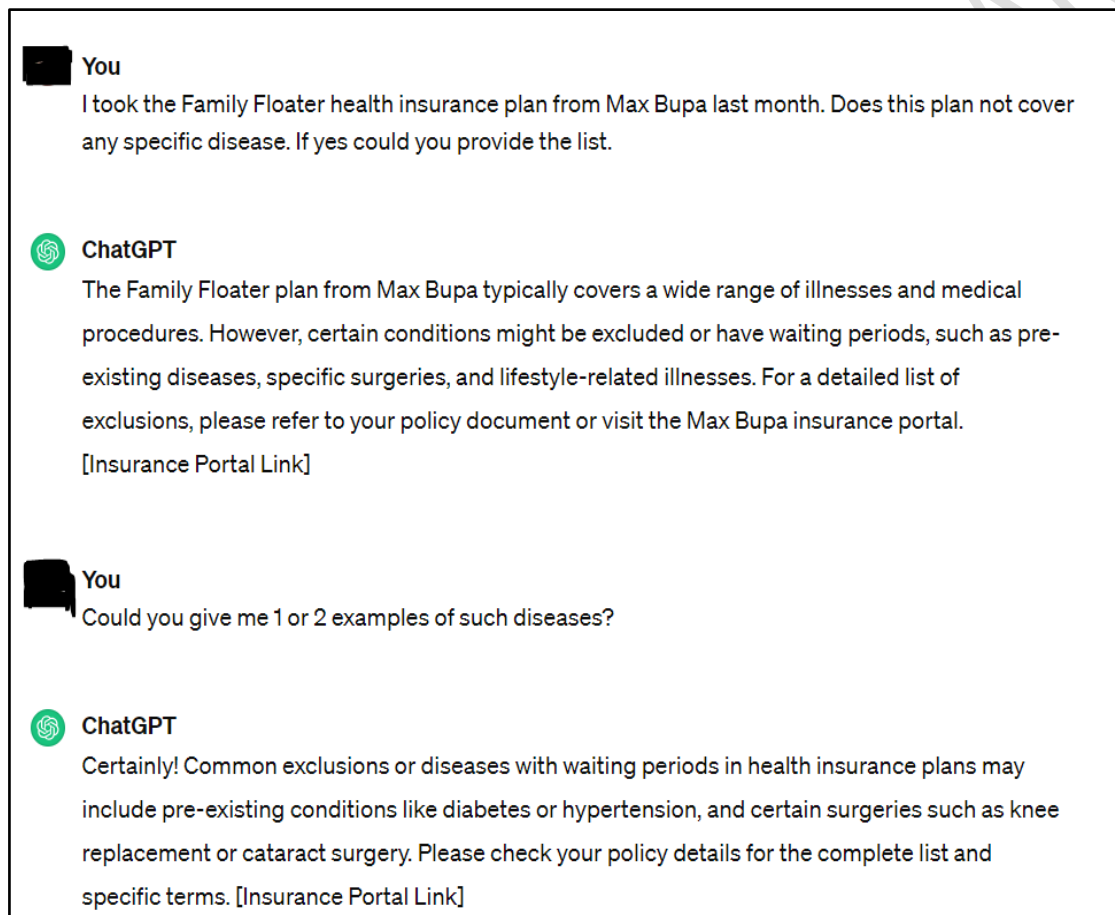 You
I took the Family Floater health insurance plan from Max Bupa last month. Does this plan not cover
any specific disease. If yes could you provide the list.
ChatGPT
The Family Floater plan from Max Bupa typically covers a wide range of illnesses and medical
procedures. However, certain conditions might be excluded or have waiting periods, such as pre-
existing diseases, specific surgeries, and lifestyle-related illnesses. For a detailed list of
exclusions, please refer to your policy document or visit the Max Bupa insurance portal.
[Insurance Portal Link]
You
Could you give me 1 or 2 examples of such diseases?
ChatGPT
Certainly! Common exclusions or diseases with waiting periods in health insurance plans may
include pre-existing conditions like diabetes or hypertension, and certain surgeries such as knee
replacement or cataract surgery. Please check your policy details for the complete list and
specific terms. [Insurance Portal Link]